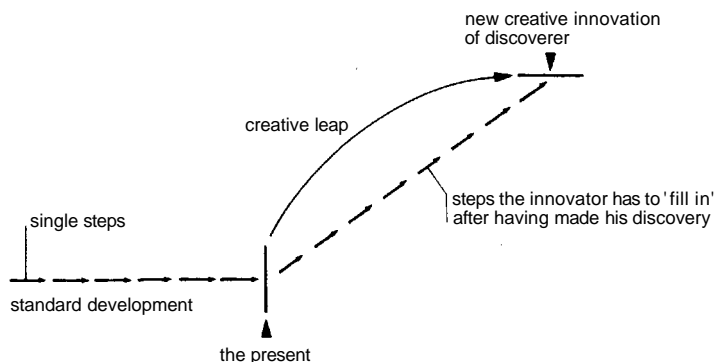 new creative innovation
of discoverer
creative leap
steps the innovator has to 'fill in'
after having made his discovery
single steps
standard development
the present